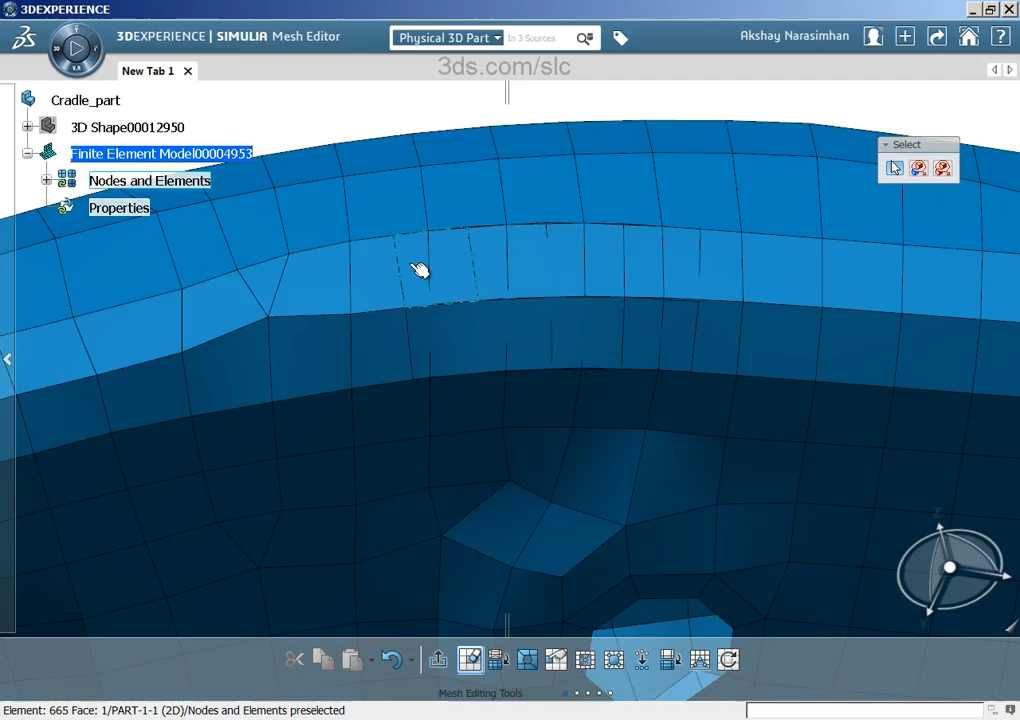 3DEXPERIENCE
3DEXPERIENCE | SIMULIA Mesh Editor
Physical 3D Part
In 3 Sources
Akshay Narasimhan
3D
V.R
New Tab 1
3ds.com/slc
Cradle_part
3D Shape00012950
Finite Element Model00004953
Nodes and Elements
Properties
Select
Z
Mesh Editing Tools
Element: 665 Face: 1/PART-1-1 (2D)/Nodes and Elements preselected